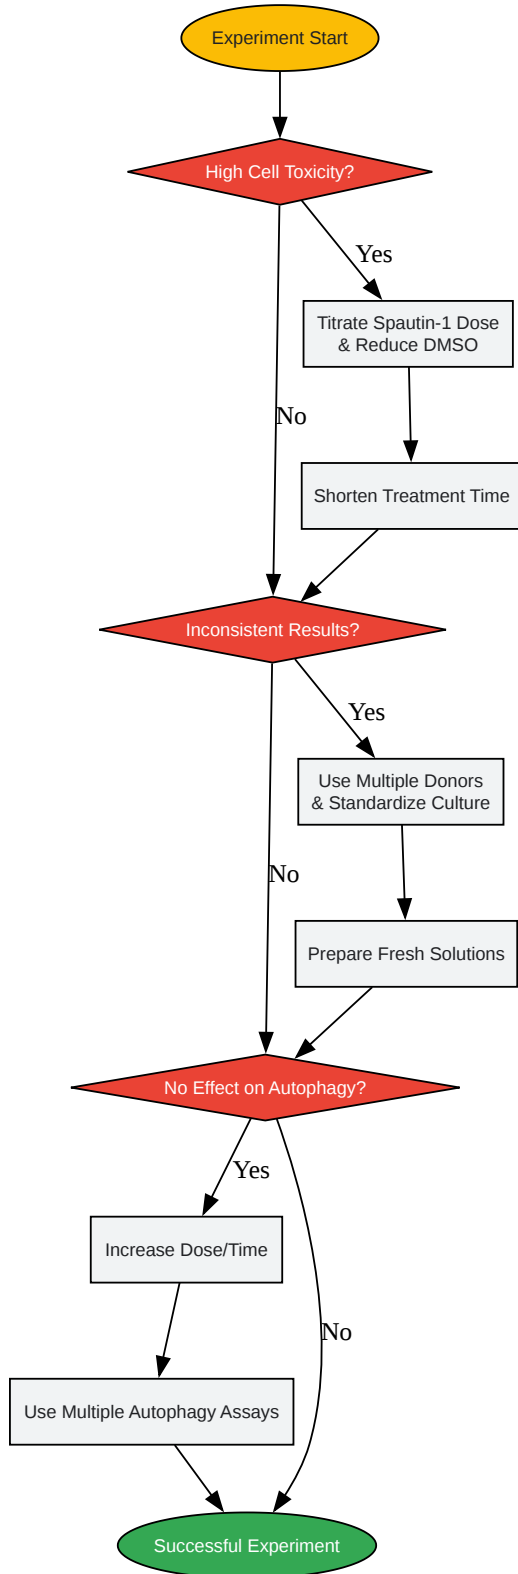 Experiment Start
High Cell Toxicity?
Yes
Titrate Spautin-1 Dose
& Reduce DMSO
No
Shorten Treatment Time
Inconsistent Results?
Yes
Use Multiple Donors
& Standardize Culture
No
Prepare Fresh Solutions
No Effect on Autophagy?
Yes
Increase Dose/Time
No
Use Multiple Autophagy Assays
Successful Experiment